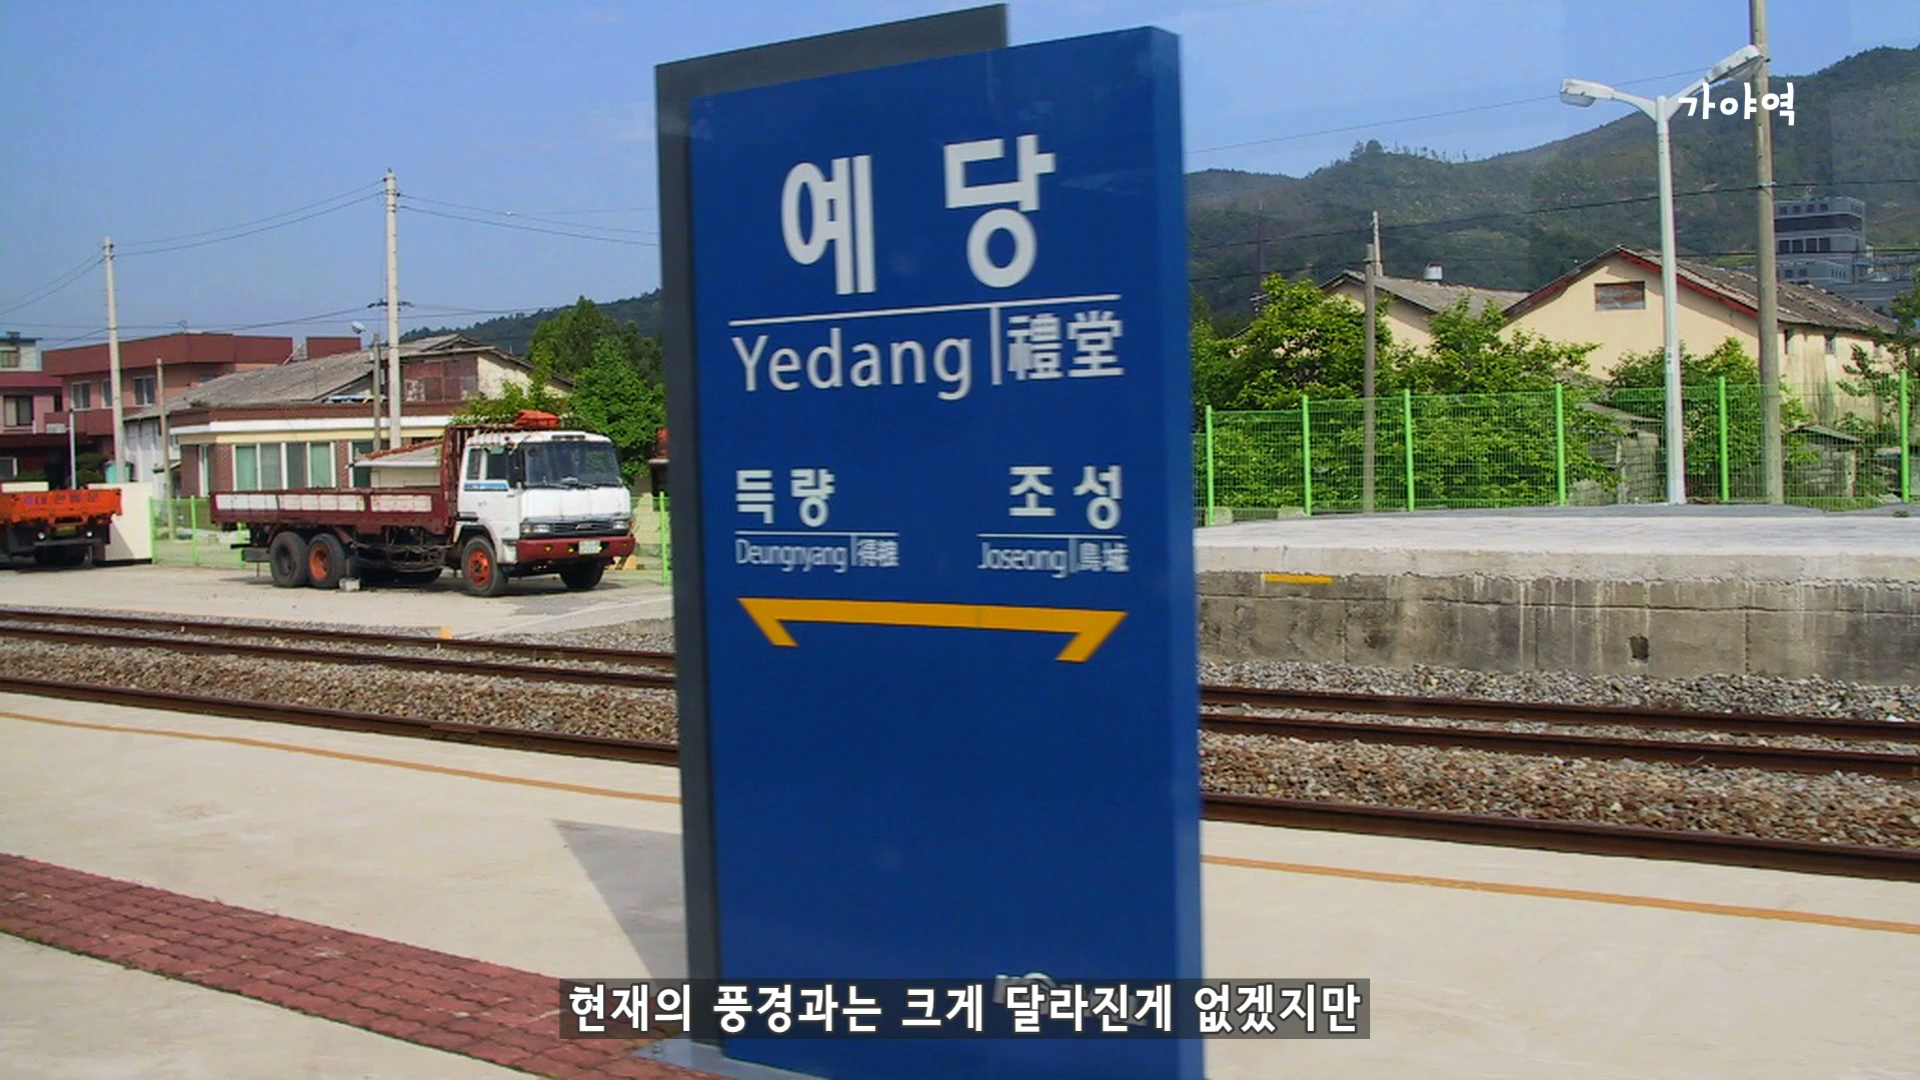 가야역
예당
Yedang 禮堂
득량 조성
Deungnyang 得粮 Joseong 鳥城
현재의 풍경과는 크게 달라진게 없겠지만